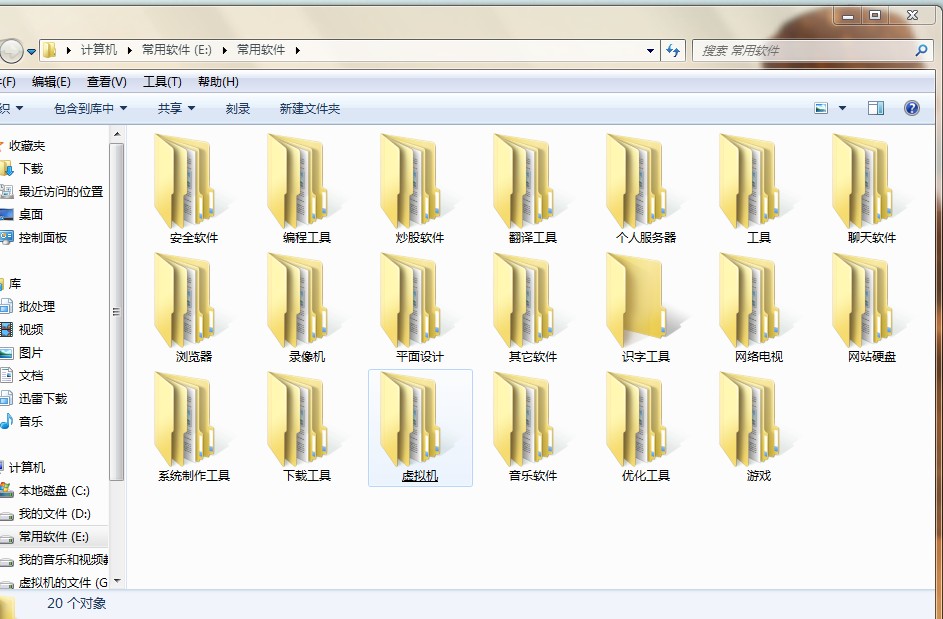 计算机 常用软件 (E:) 常用软件
搜索 常用软件
(F) 编辑(E) 查看(V) 工具(T) 帮助(H)
织 包含到库中 共享 刻录 新建文件夹
收藏夹
下载
最近访问的位置
桌面
控制面板
库
批处理
视频
图片
文档
迅雷下载
音乐
计算机
本地磁盘 (C:)
我的文件 (D:)
常用软件 (E:)
我的音乐和视频
虚拟机的文件 (G
安全软件 编程工具 炒股软件 翻译工具 个人服务器 工具 聊天软件
浏览器 录像机 平面设计 其它软件 识字工具 网络电视 网站硬盘
系统制作工具 下载工具 虚拟机 音乐软件 优化工具 游戏
20 个对象